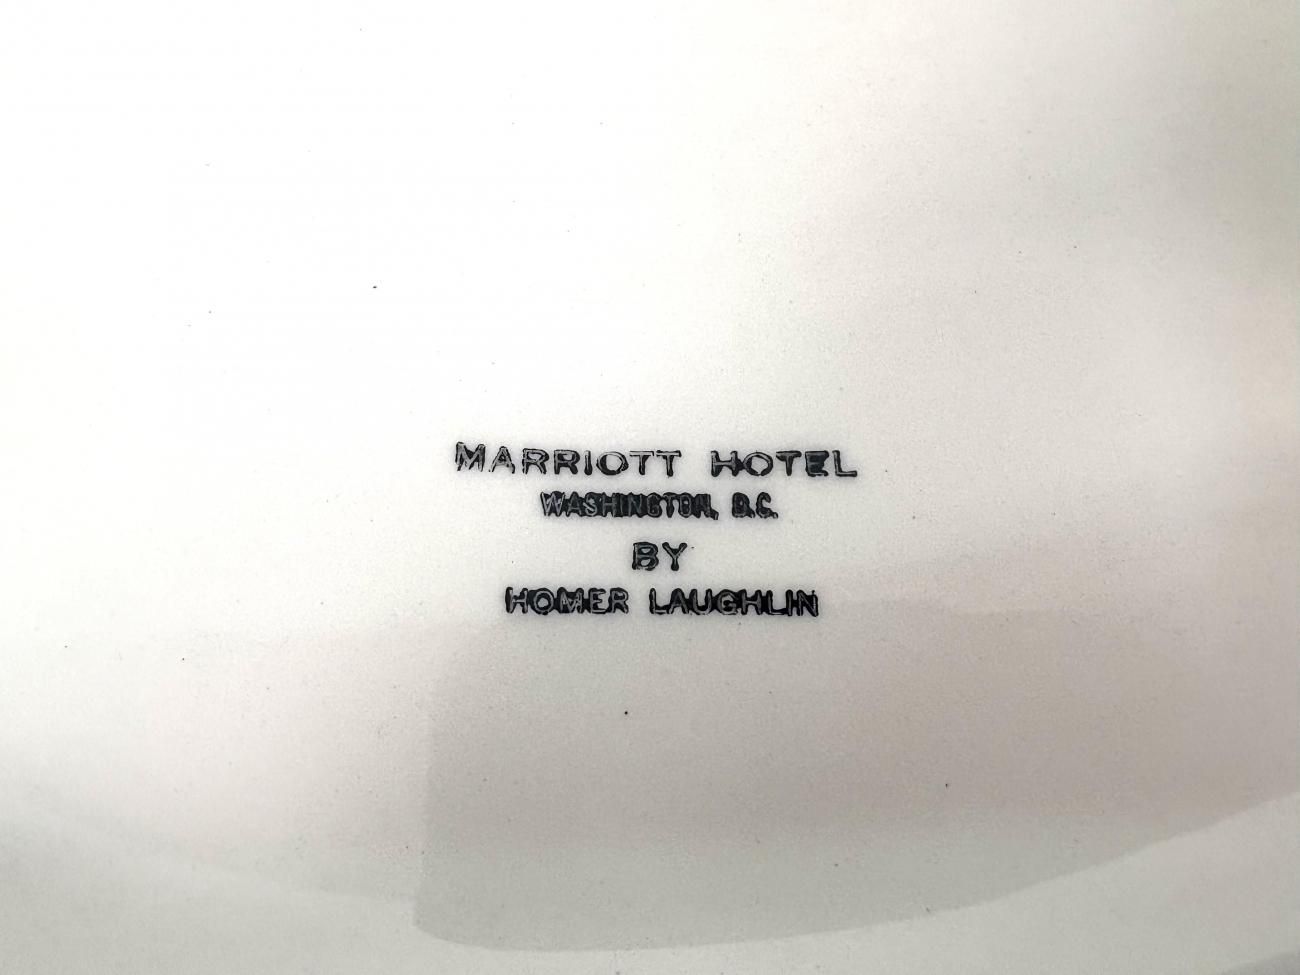 MARRIOTT HOTEL
WASHINGTON, D.C.
BY
HOMER LAUGHLIN